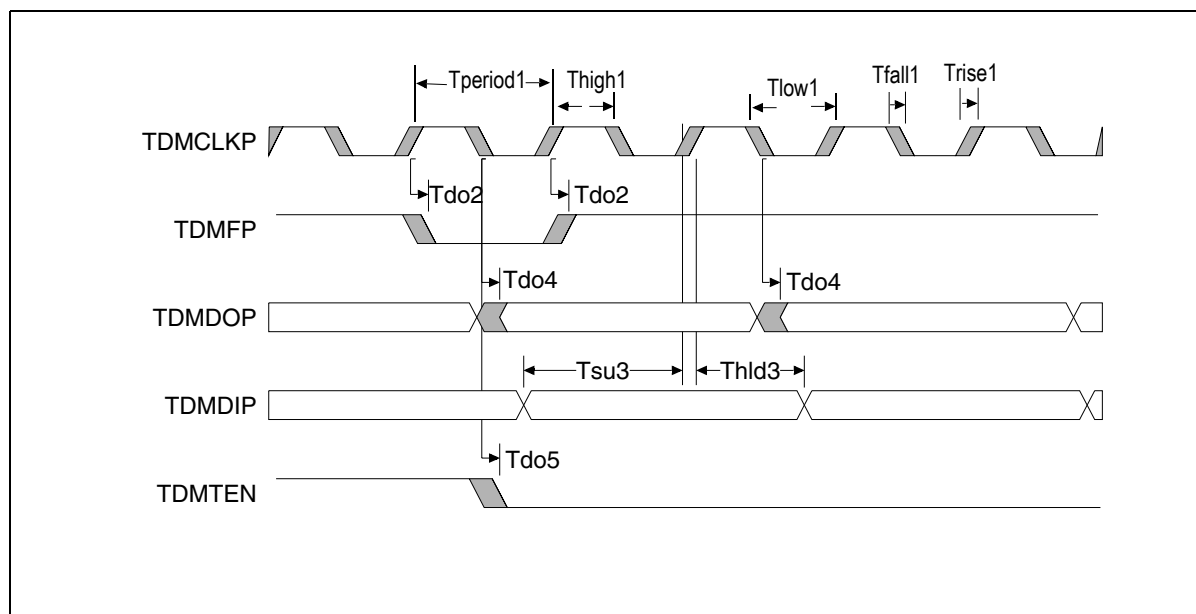 Tperiod1 Thigh1 Tlow1 Tfall1 Trise1
TDMCLKP
Tdo2 Tdo2
TDMFP
Tdo4 Tdo4
TDMDOP
Tsu3 Thld3
TDMDIP
Tdo5
TDMTEN